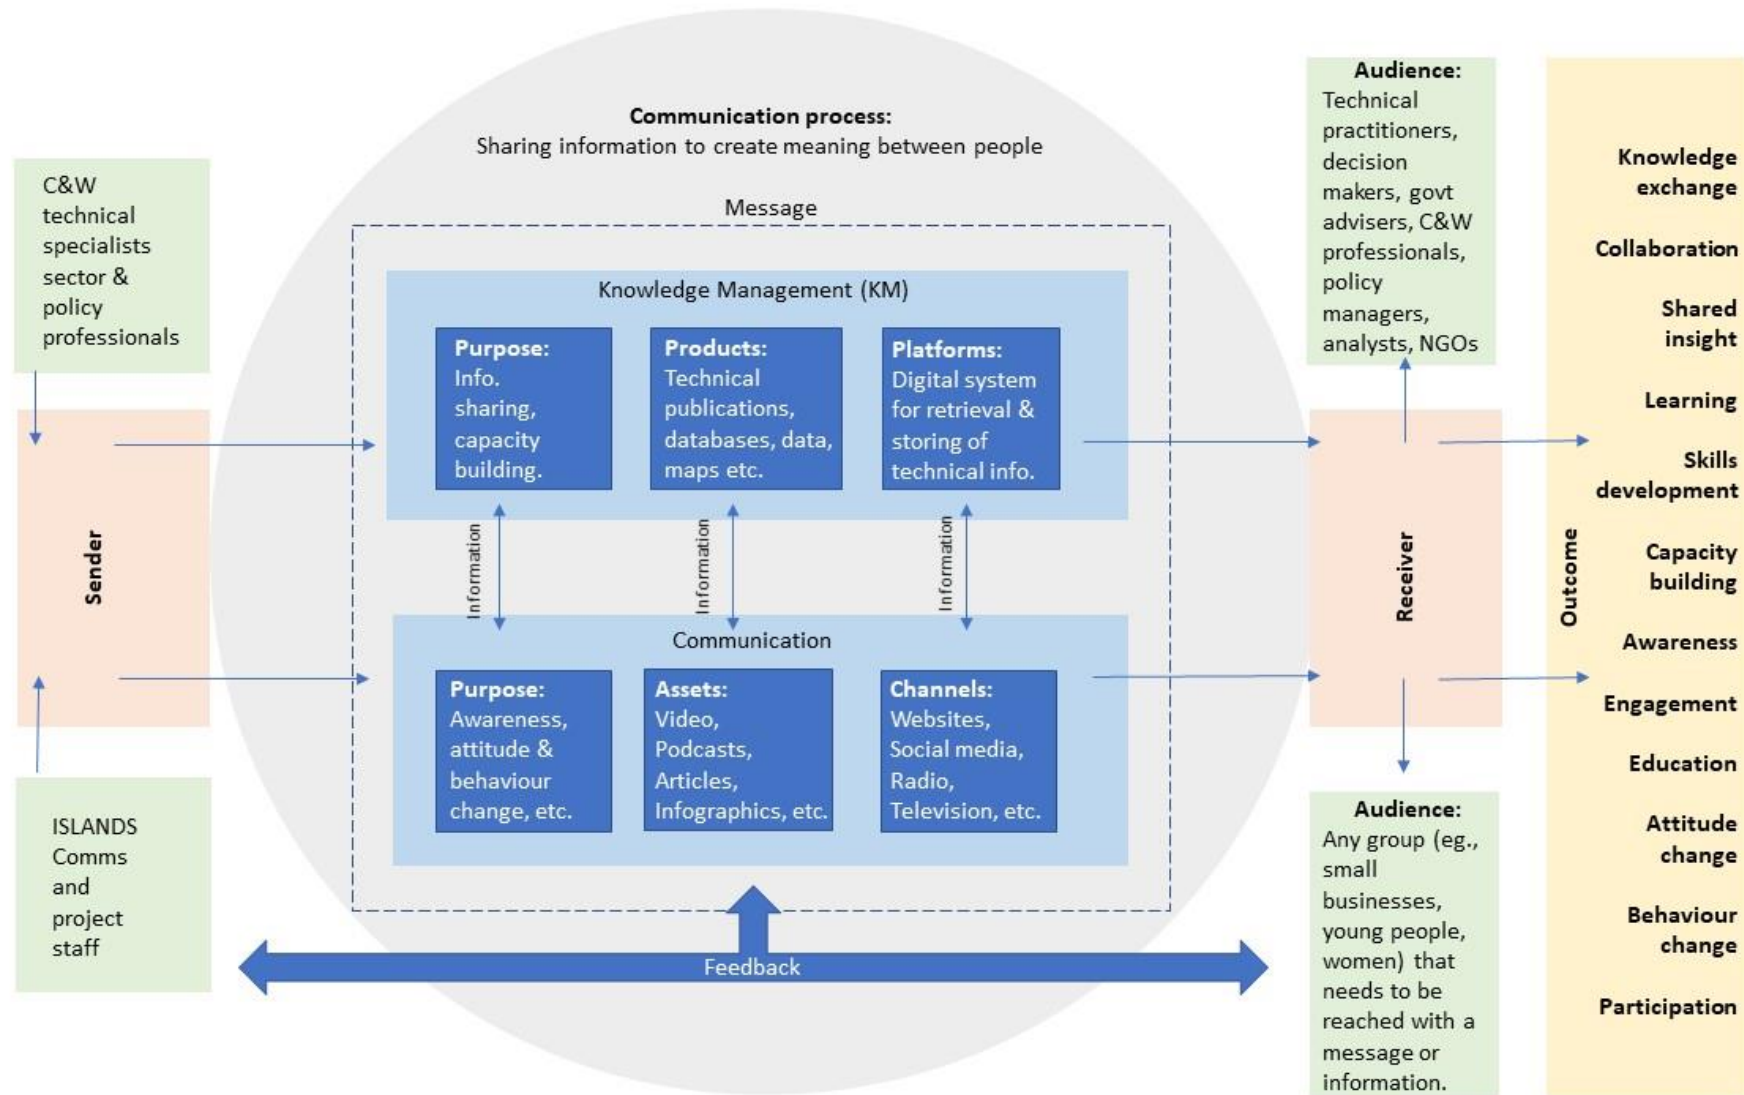 Communication process:
Sharing information to create meaning between people
C&W
technical
specialists
sector &
policy
professionals
Sender
ISLANDS
Comms
and
project
staff
Message
Knowledge Management (KM)
Purpose:
Info.
sharing,
capacity
building.
Products:
Technical
publications,
databases, data,
maps etc.
Platforms:
Digital system
for retrieval &
storing of
technical info.
Information
Information
Information
Communication
Purpose:
Awareness,
attitude &
behaviour
change, etc.
Assets:
Video,
Podcasts,
Articles,
Infographics, etc.
Channels:
Websites,
Social media,
Radio,
Television, etc.
Feedback
Audience:
Technical
practitioners,
decision
makers, govt
advisers, C&W
professionals,
policy
managers,
analysts, NGOs
Receiver
Audience:
Any group (eg.,
small
businesses,
young people,
women) that
needs to be
reached with a
message or
information.
Outcome
Knowledge
exchange
Collaboration
Shared
insight
Learning
Skills
development
Capacity
building
Awareness
Engagement
Education
Attitude
change
Behaviour
change
Participation